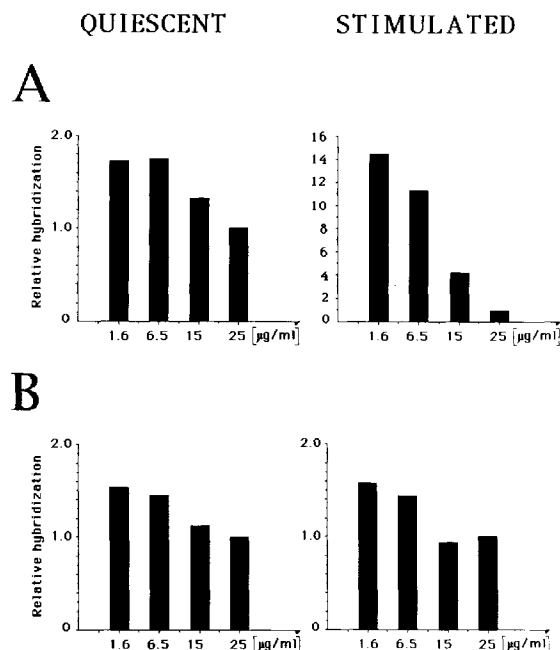 QUIESCENT STIMULATED
A
Relative hybridization
2.0
1.0
0
1.6 6.5 15 25 [µg/ml]
16
14
12
10
8
6
4
2
0
1.6 6.5 15 25 [µg/ml]
B
Relative hybridization
2.0
1.0
0
1.6 6.5 15 25 [µg/ml]
2.0
1.0
0
1.6 6.5 15 25 [µg/ml]